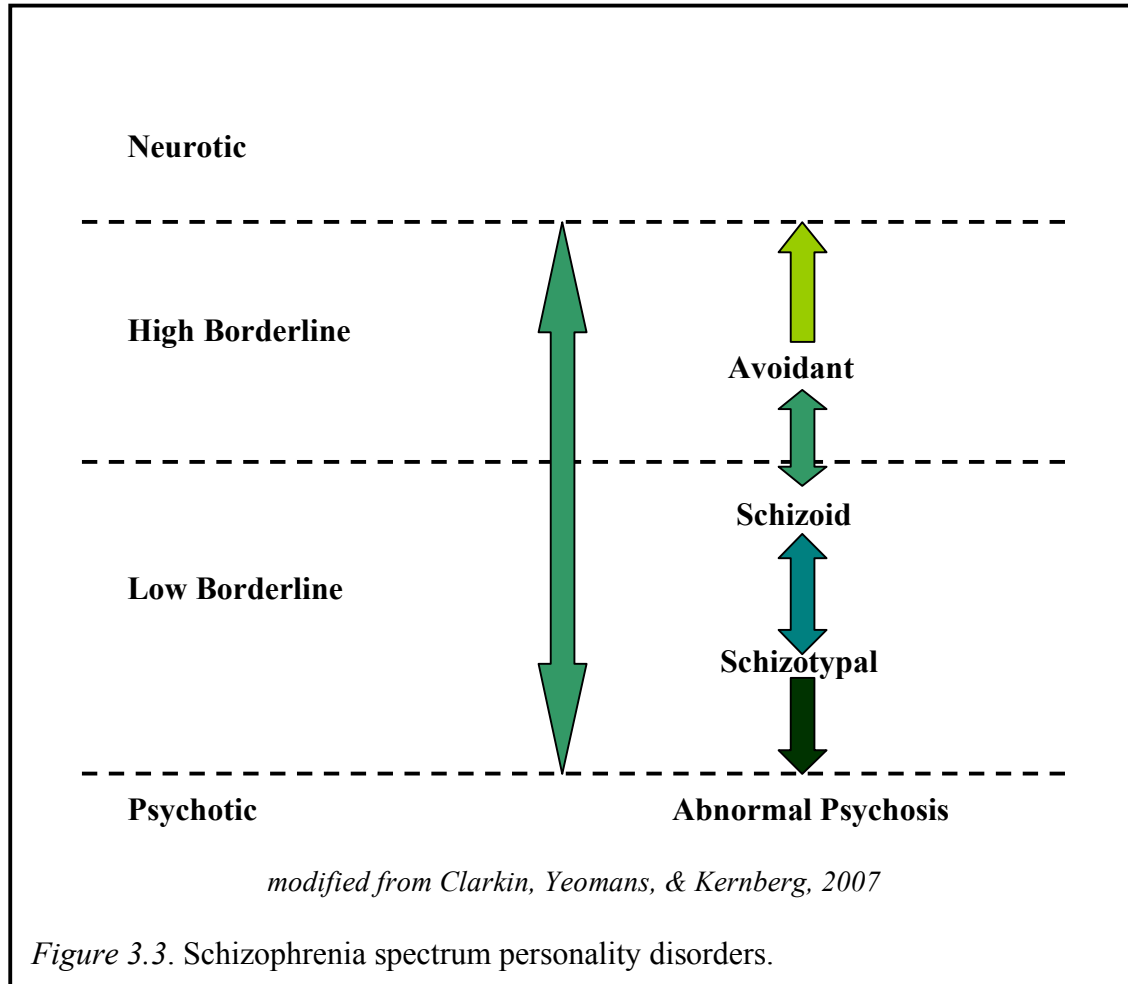 Neurotic
High Borderline
Avoidant
Schizoid
Low Borderline
Schizotypal
Psychotic
Abnormal Psychosis
modified from Clarkin, Yeomans, & Kernberg, 2007
Figure 3.3. Schizophrenia spectrum personality disorders.